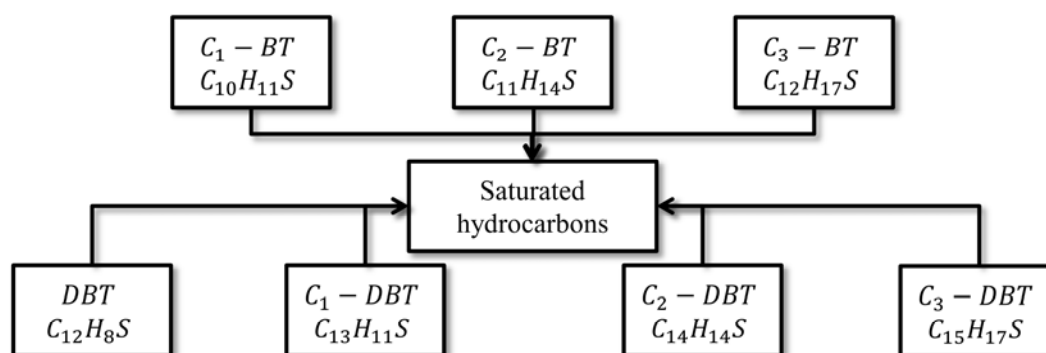 C₁ − BT
C₁₀H₁₁S
C₂ − BT
C₁₁H₁₄S
C₃ − BT
C₁₂H₁₇S
Saturated
hydrocarbons
DBT
C₁₂H₈S
C₁ − DBT
C₁₃H₁₁S
C₂ − DBT
C₁₄H₁₄S
C₃ − DBT
C₁₅H₁₇S